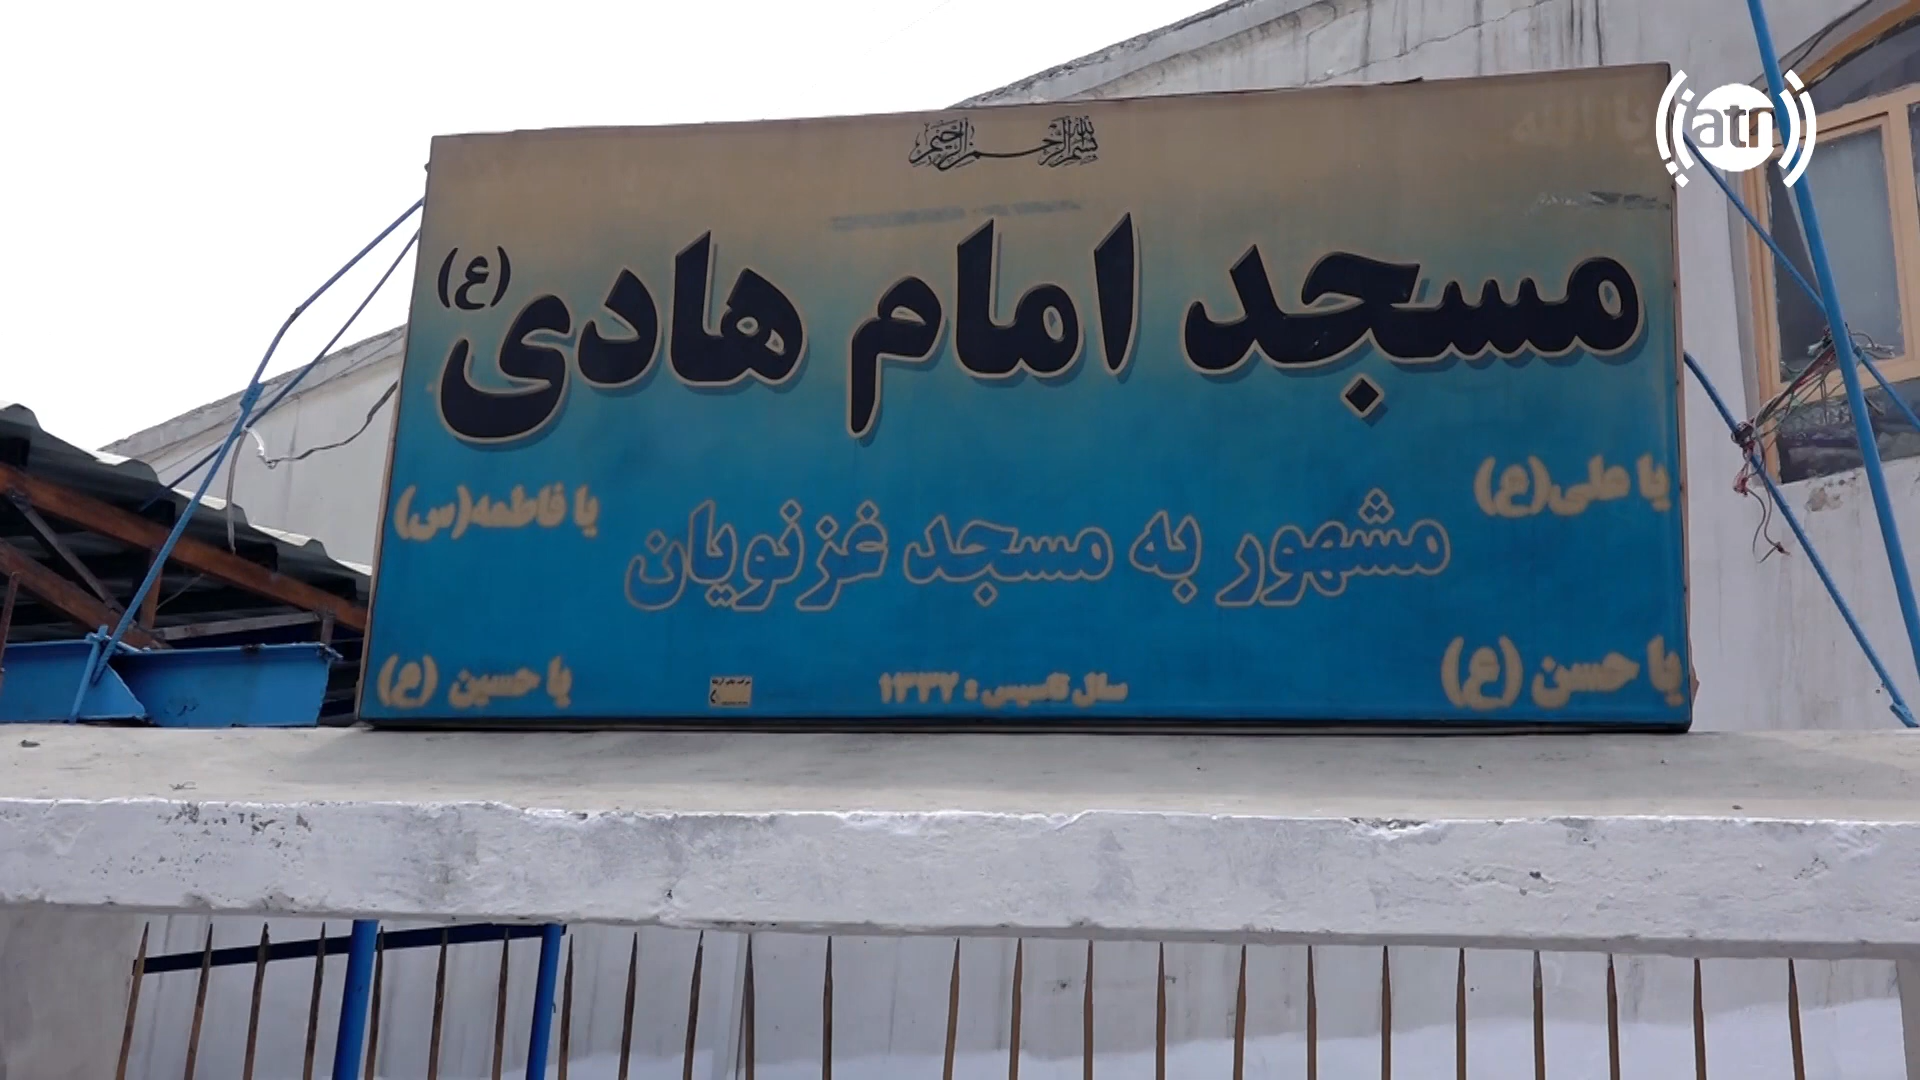 بسم الله الرحمن الرحیم
atn
مسجد امام هادی (ع)
یا علی (ع)
یا فاطمه (س)
مشهور به مسجد غزنویان
یا حسن (ع)
سال تاسیس : ۱۳۳۲
یا حسین (ع)